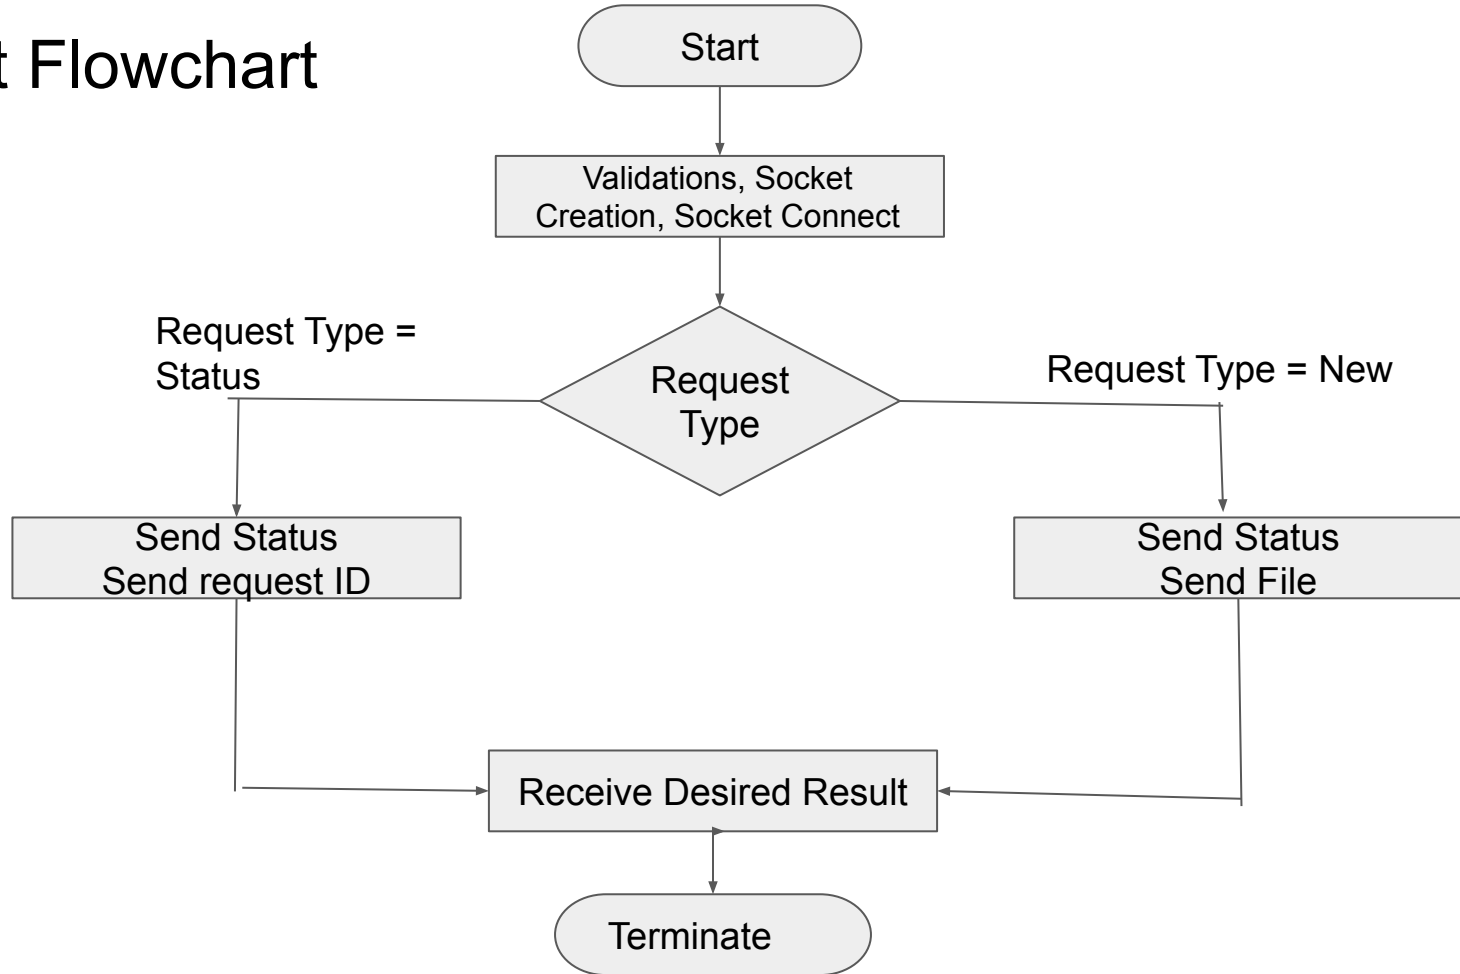 t Flowchart
Start
Validations, Socket
Creation, Socket Connect
Request Type =
Status
Request
Type
Request Type = New
Send Status
Send request ID
Send Status
Send File
Receive Desired Result
Terminate